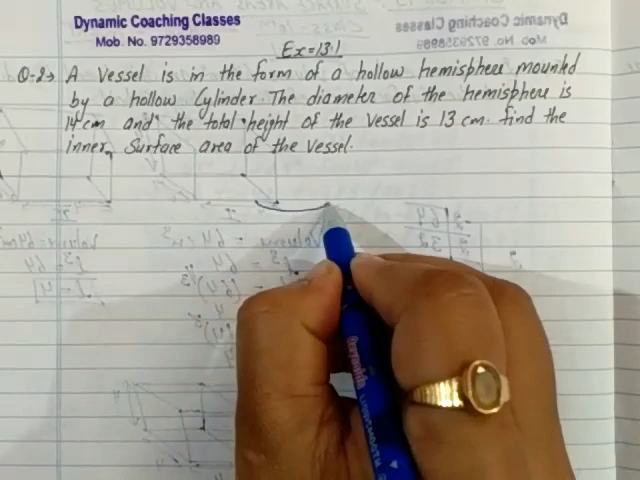 Dynamic Coaching Classes
Mob. No. 9729358989
Ex=13.1
Q-2→ A Vessel is in the form of a hollow hemisphere mounted
by a hollow Cylinder. The diameter of the hemisphere is
14 cm and the total height of the Vessel is 13 cm. find the
inner Surface area of the Vessel.